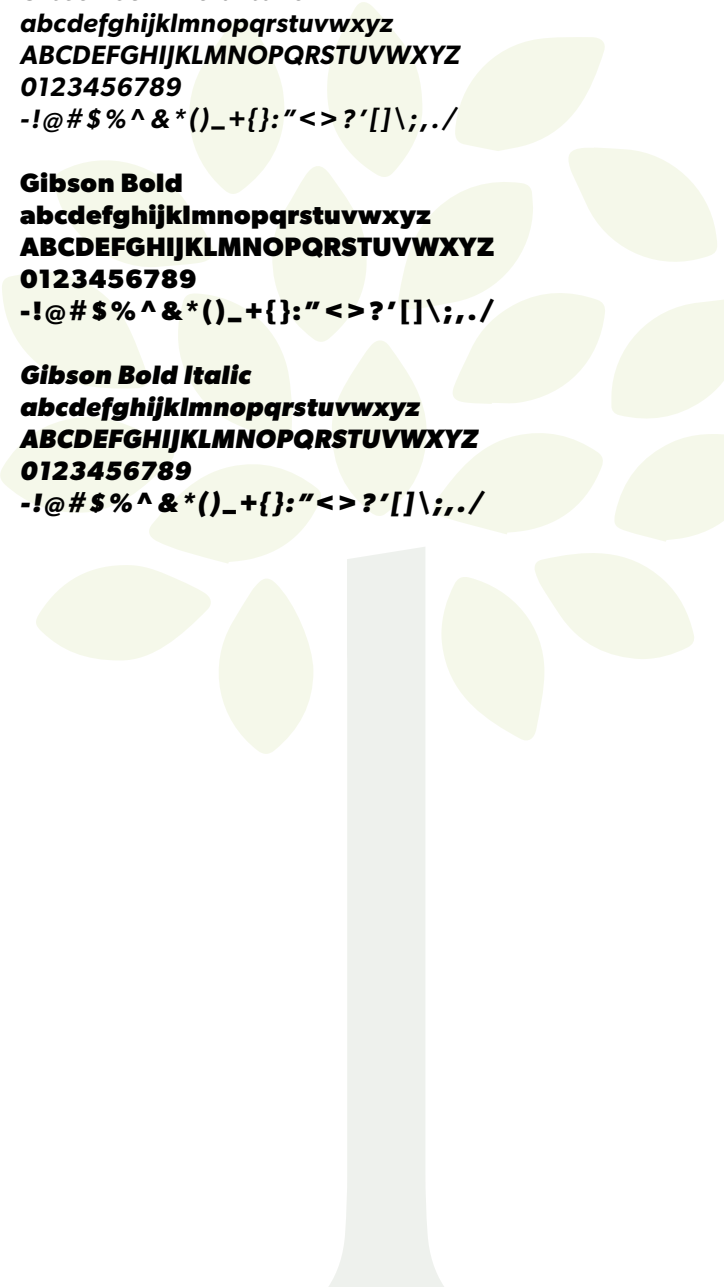 abcdefghijklmnopqrstuvwxyz
ABCDEFGHIJKLMNOPQRSTUVWXYZ
0123456789
-!@#$%^&*()_+{}:"<>?'[]\;,./
Gibson Bold
abcdefghijklmnopqrstuvwxyz
ABCDEFGHIJKLMNOPQRSTUVWXYZ
0123456789
-!@#$%^&*()_+{}:"<>?'[]\;,./
Gibson Bold Italic
abcdefghijklmnopqrstuvwxyz
ABCDEFGHIJKLMNOPQRSTUVWXYZ
0123456789
-!@#$%^&*()_+{}:"<>?'[]\;,./